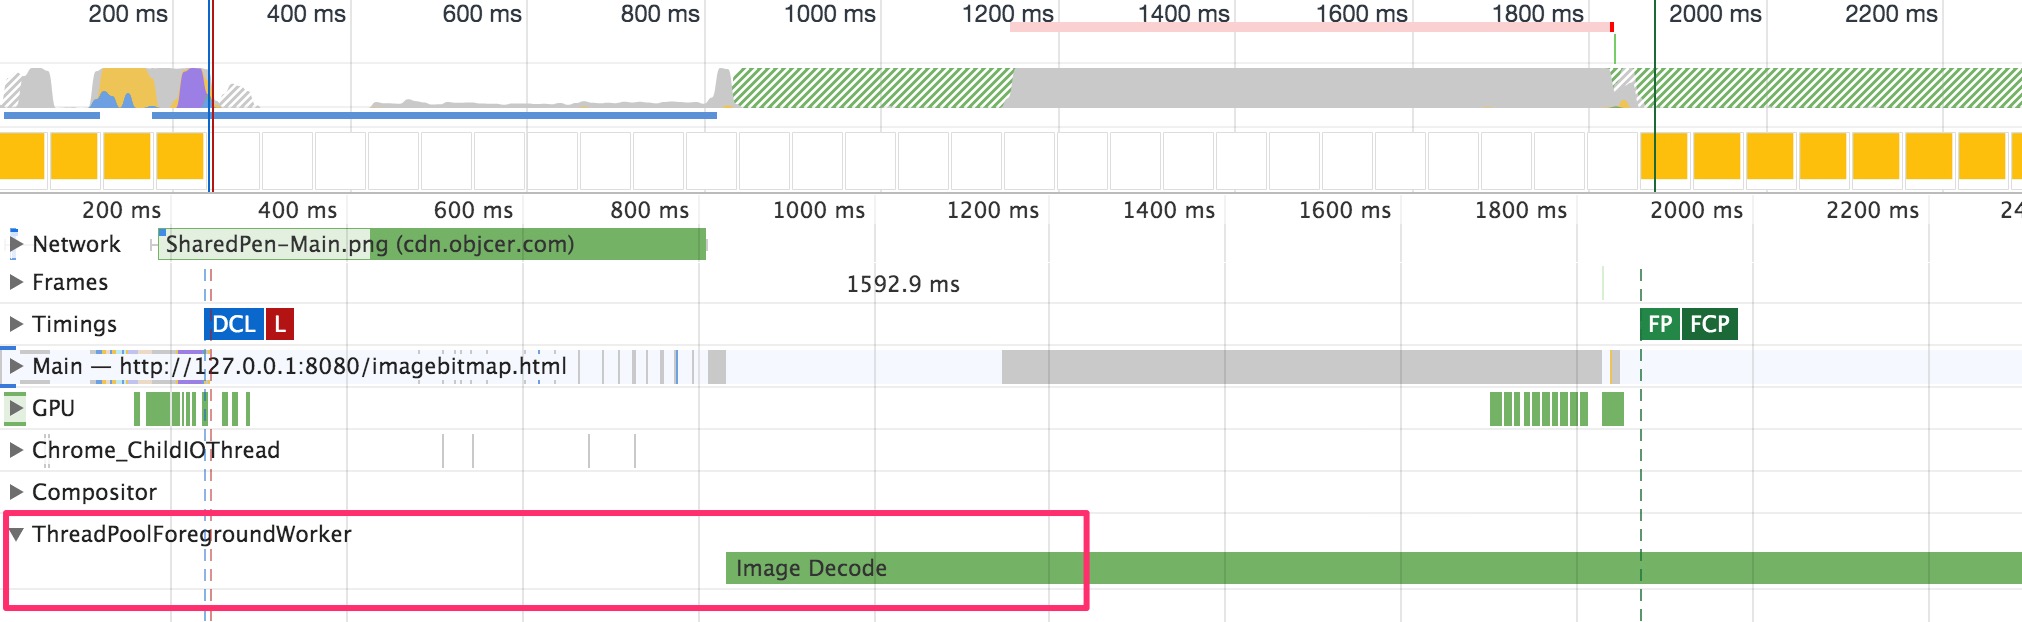 200 ms 400 ms 600 ms 800 ms 1000 ms 1200 ms 1400 ms 1600 ms 1800 ms 2000 ms 2200 ms
200 ms 400 ms 600 ms 800 ms 1000 ms 1200 ms 1400 ms 1600 ms 1800 ms 2000 ms 2200 ms 24
Network SharedPen-Main.png (cdn.objcer.com)
Frames 1592.9 ms
Timings DCL L FP FCP
Main — http://127.0.0.1:8080/imagebitmap.html
GPU
Chrome_ChildIOThread
Compositor
ThreadPoolForegroundWorker
Image Decode